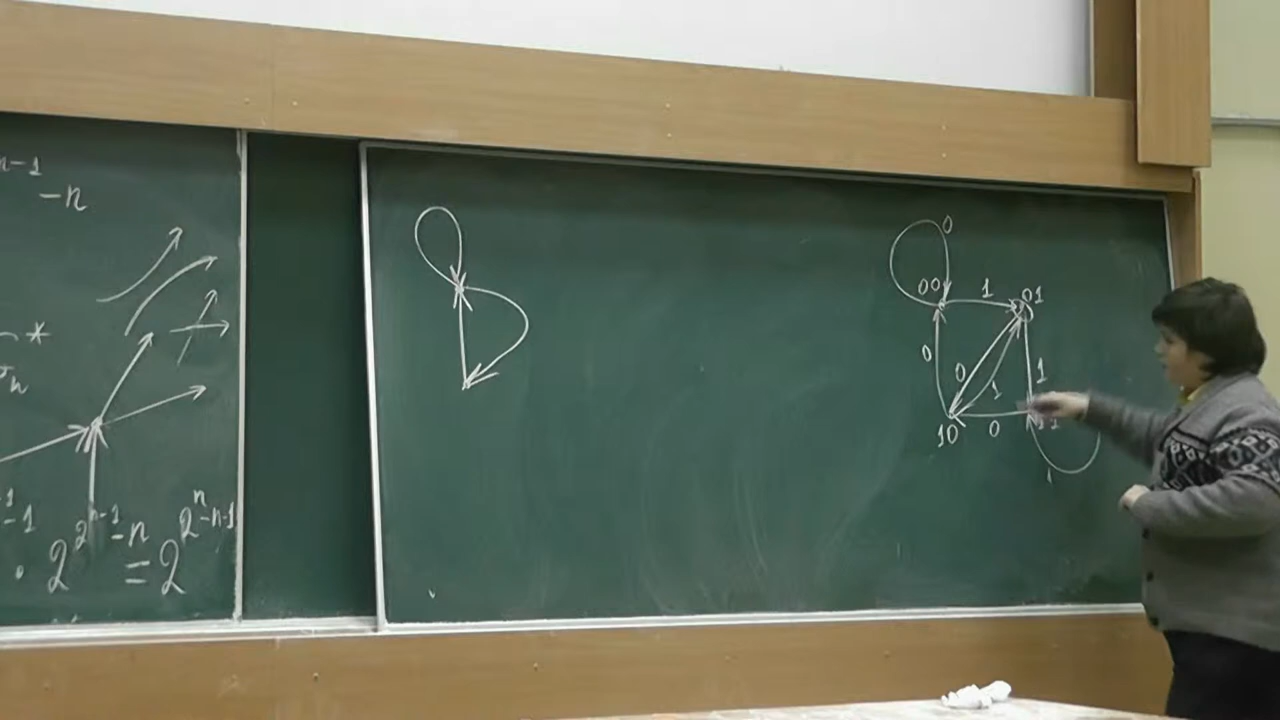 n-1
-n
*
n
-1
· 2^{2^{n-1}-n} = 2^{2^n-n-1}
0
00 1 01
0 0 1
1
10 0 11
1